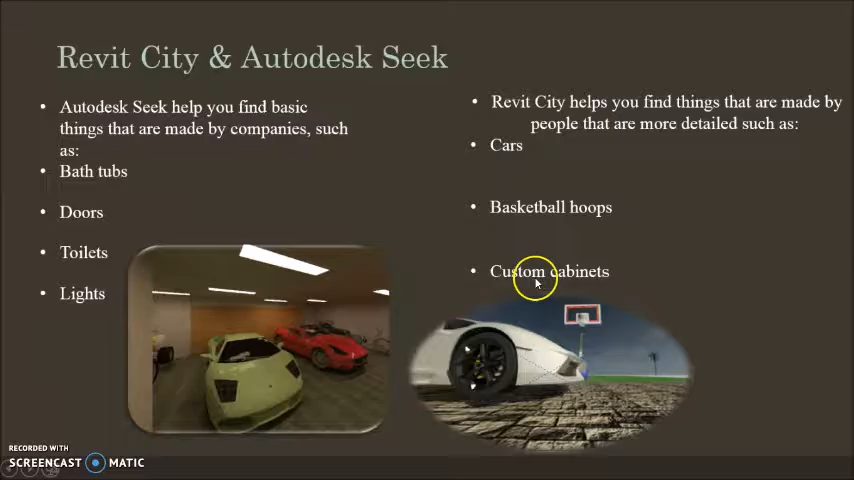 Revit City & Autodesk Seek
• Autodesk Seek help you find basic
things that are made by companies, such
as:
• Bath tubs
• Doors
• Toilets
• Lights
• Revit City helps you find things that are made by
people that are more detailed such as:
• Cars
• Basketball hoops
• Custom cabinets
RECORDED WITH
SCREENCAST MATIC